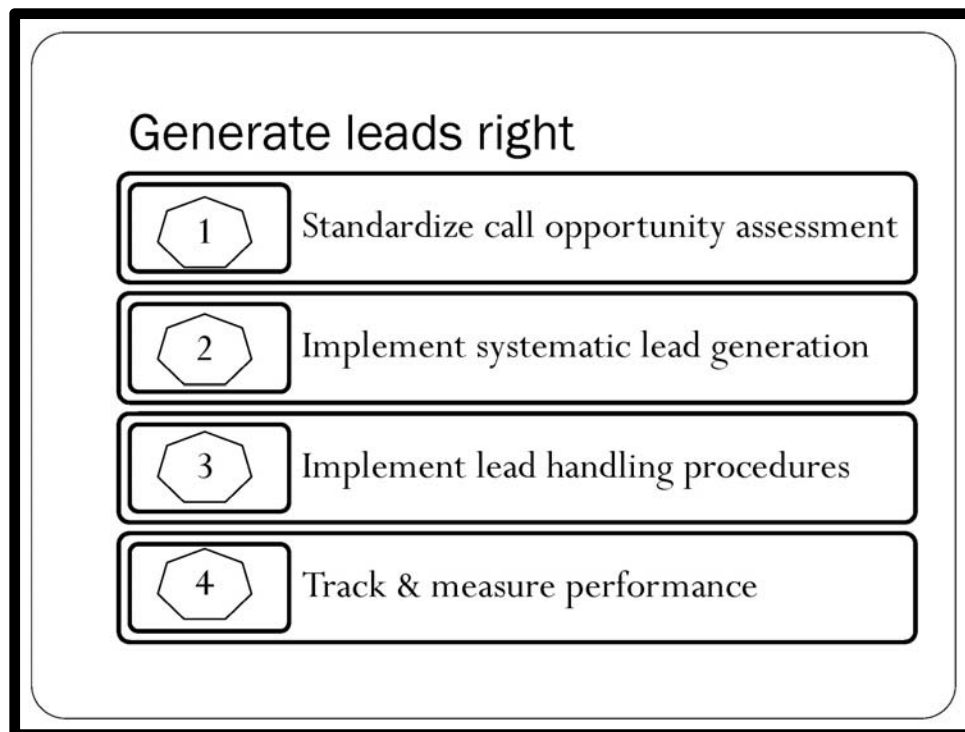 Generate leads right
1 Standardize call opportunity assessment
2 Implement systematic lead generation
3 Implement lead handling procedures
4 Track & measure performance